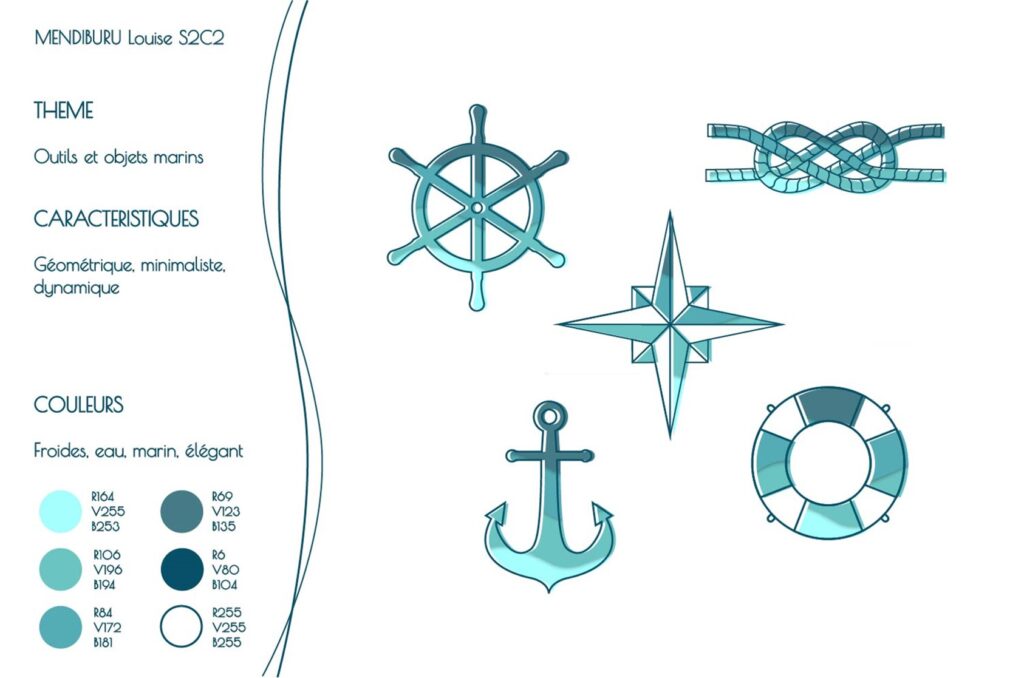 MENDIBURU Louise S2C2
THEME
Outils et objets marins
CARACTERISTIQUES
Géométrique, minimaliste,
dynamique
COULEURS
Froides, eau, marin, élégant
R164
V255
B253
R69
V123
B135
R106
V196
B194
R6
V80
B104
R84
V172
B181
R255
V255
B255